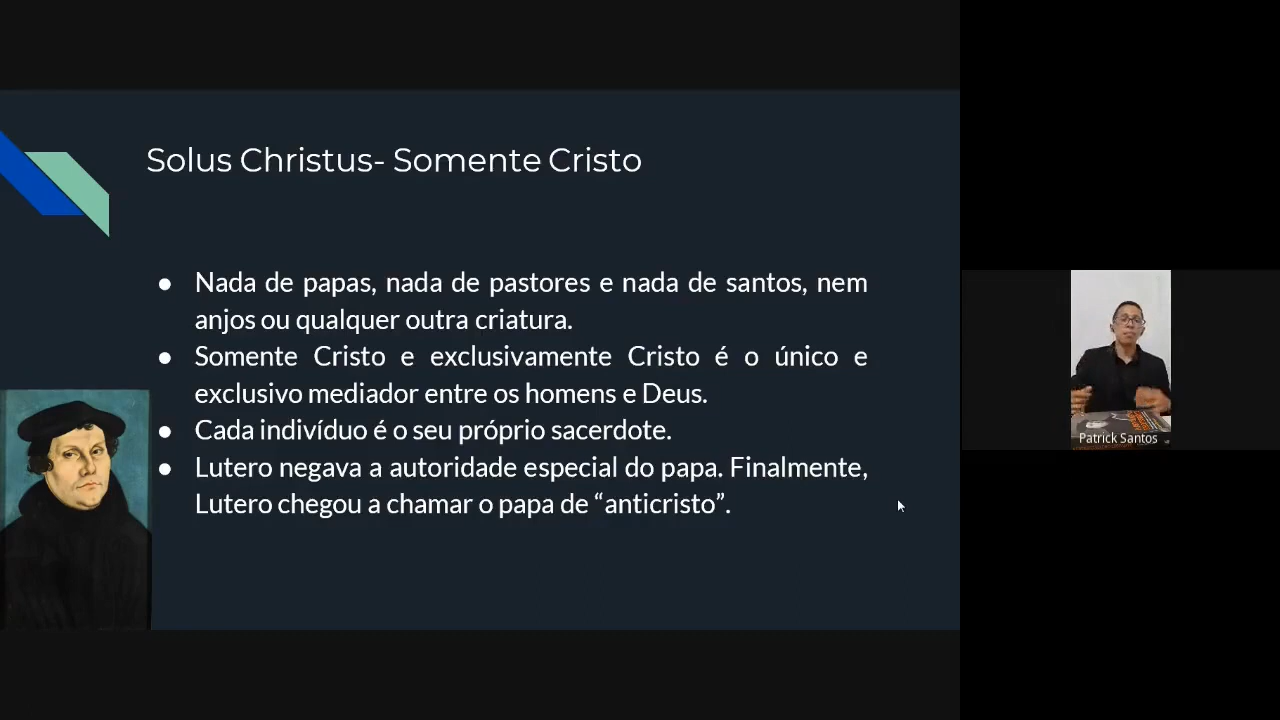 Solus Christus- Somente Cristo
● Nada de papas, nada de pastores e nada de santos, nem
anjos ou qualquer outra criatura.
● Somente Cristo e exclusivamente Cristo é o único e
exclusivo mediador entre os homens e Deus.
● Cada indivíduo é o seu próprio sacerdote.
● Lutero negava a autoridade especial do papa. Finalmente,
Lutero chegou a chamar o papa de “anticristo”.
Patrick Santos